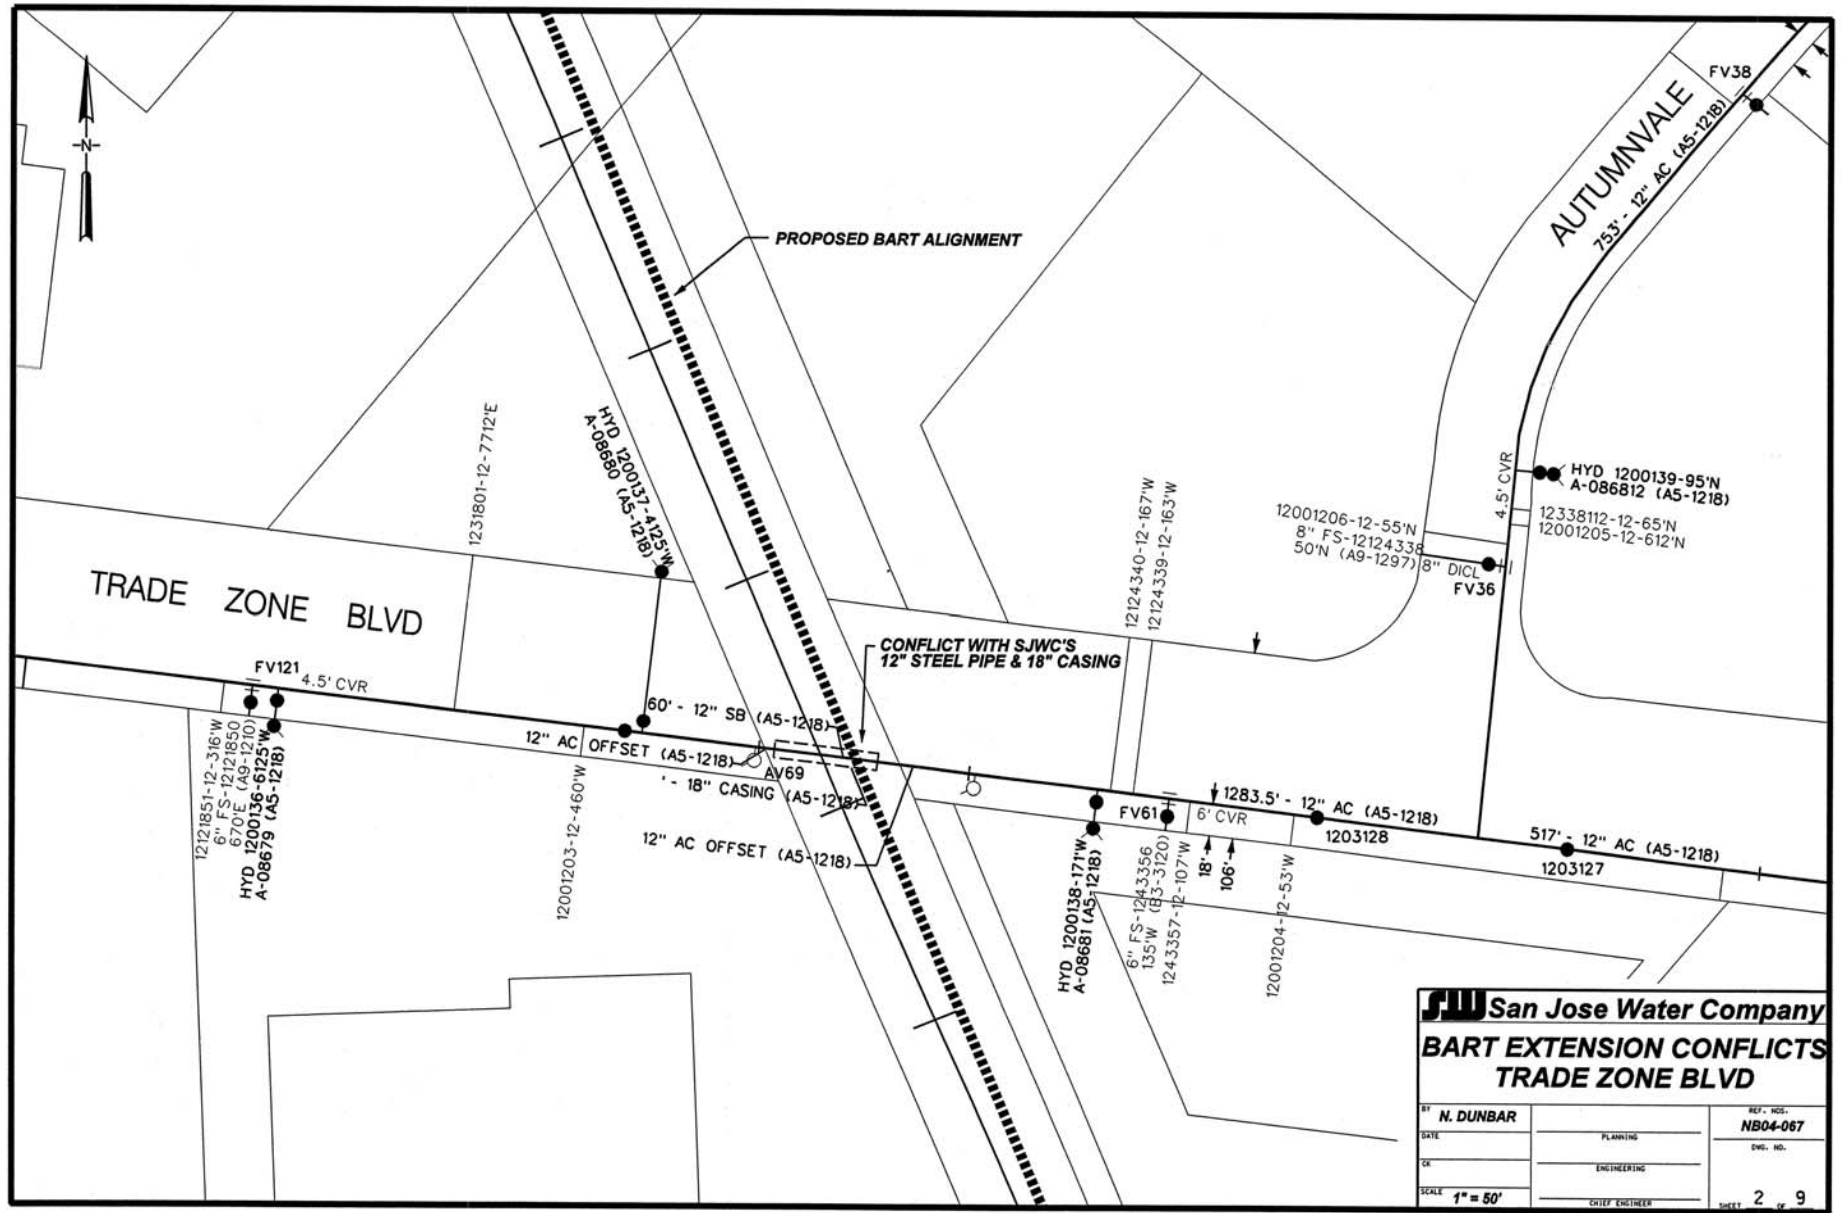 FV38
AUTUMNVALE
753' - 12" AC (A5-1218)
-N-
PROPOSED BART ALIGNMENT
1231801-12-7712'E
HYD 1200137-4125'W
A-08680 (A5-1218)
TRADE ZONE BLVD
12124340-12-167'W
12124339-12-163'W
4.5' CVR
HYD 1200139-95'N
A-086812 (A5-1218)
12338112-12-65'N
12001205-12-612'N
12001206-12-55'N
8" FS-12124338
50'N (A9-1297)
8" DICL
FV36
CONFLICT WITH SJWC'S
12" STEEL PIPE & 18" CASING
FV121
4.5' CVR
60' - 12" SB (A5-1218)
12" AC OFFSET (A5-1218)
AV69
' - 18" CASING (A5-1218)
12" AC OFFSET (A5-1218)
12121851-12-316'W
6" FS-12121850
670'E (A9-1210)
HYD 1200136-6125'W
A-08679 (A5-1218)
12001203-12-460'W
FV61
6' CVR
1283.5' - 12" AC (A5-1218)
1203128
517' - 12" AC (A5-1218)
1203127
HYD 1200138-171'W
A-08681 (A5-1218)
6" FS-1243356
135'W (B3-3120)
1243357-12-107'W
18'
106'
12001204-12-53'W
SJW San Jose Water Company
BART EXTENSION CONFLICTS
TRADE ZONE BLVD
BY N. DUNBAR
DATE
CK
SCALE 1" = 50'
PLANNING
ENGINEERING
CHIEF ENGINEER
REF. NOS.
NB04-067
DWG. NO.
SHEET 2 OF 9